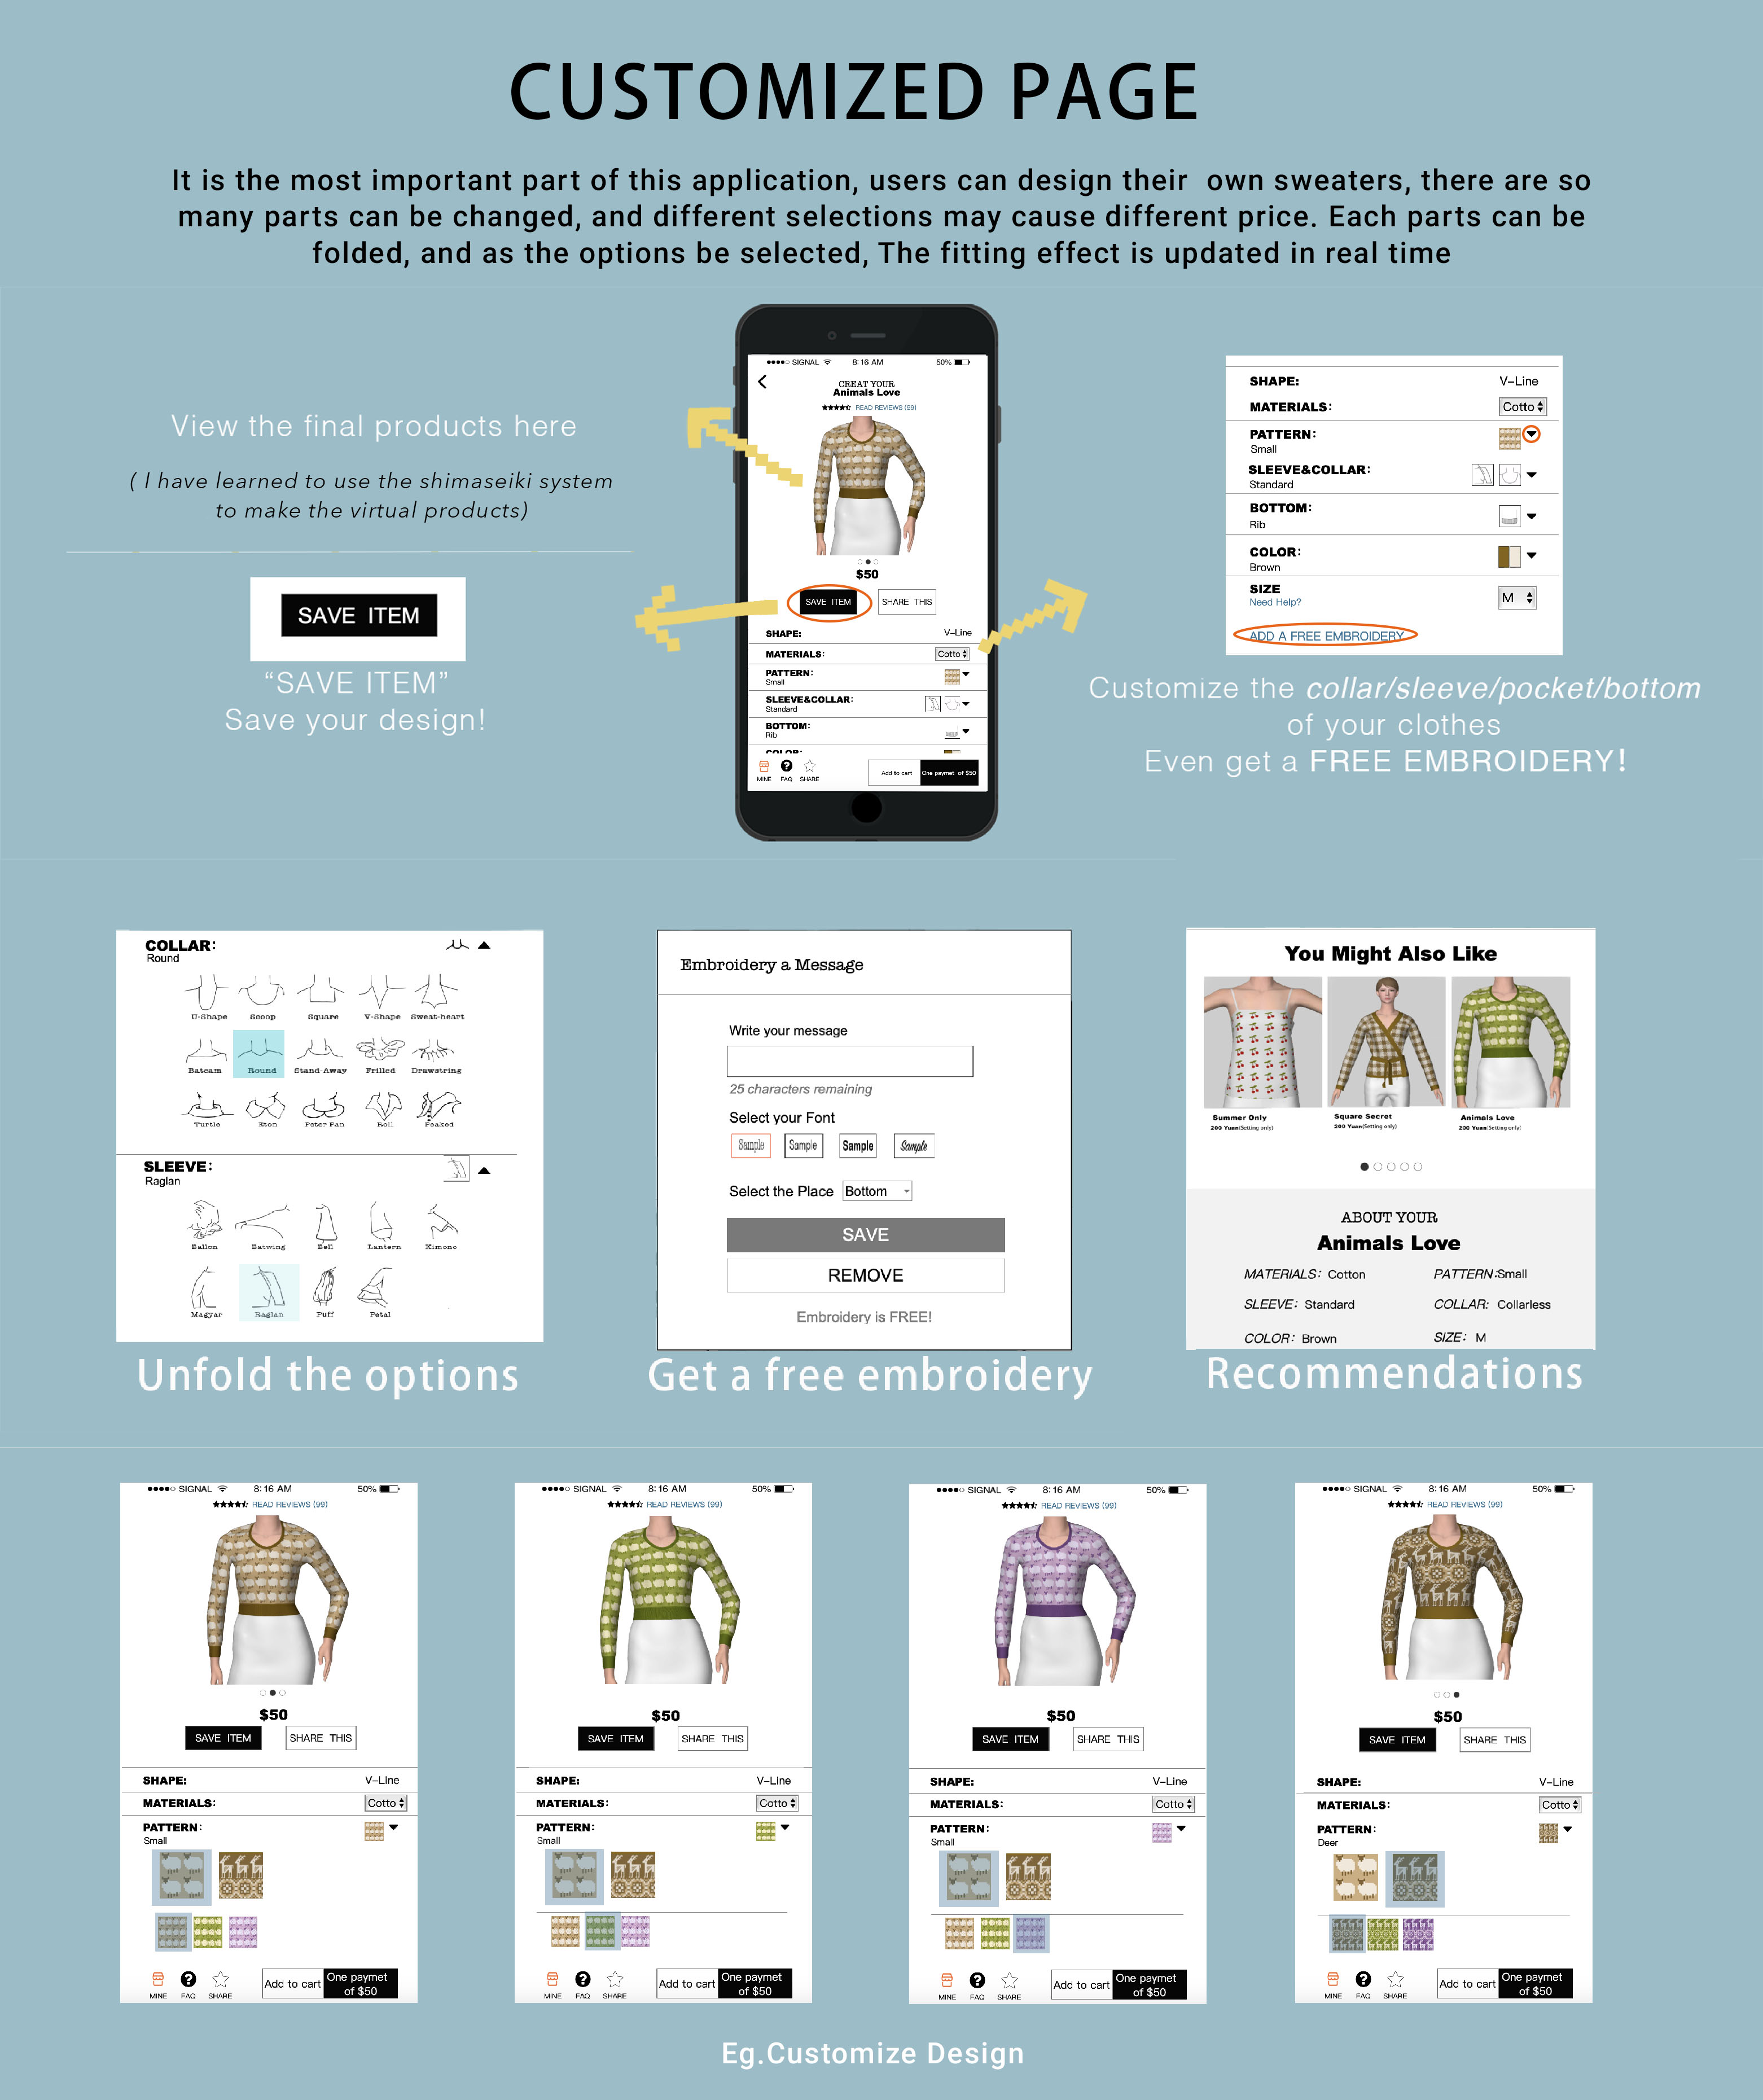 CUSTOMIZED PAGE
It is the most important part of this application, users can design their own sweaters, there are so
many parts can be changed, and different selections may cause different price. Each parts can be
folded, and as the options be selected, The fitting effect is updated in real time
View the final products here
( I have learned to use the shimaseiki system
to make the virtual products)
SAVE ITEM
“SAVE ITEM”
Save your design!
SIGNAL 8:16 AM 50%
CREAT YOUR
Animals Love
READ REVIEWS (99)
$50
SAVE ITEM SHARE THIS
SHAPE: V-Line
MATERIALS: Cotto
PATTERN:
Small
SLEEVE&COLLAR:
Standard
BOTTOM:
Rib
COLOR:
MINE FAQ SHARE
Add to cart One paymet of $50
SHAPE: V-Line
MATERIALS: Cotto
PATTERN:
Small
SLEEVE&COLLAR:
Standard
BOTTOM:
Rib
COLOR:
Brown
SIZE M
Need Help?
ADD A FREE EMBROIDERY
Customize the collar/sleeve/pocket/bottom
of your clothes
Even get a FREE EMBROIDERY!
COLLAR:
Round
U-Shape Scoop Square V-Shape Sweat-heart
Bateam Round Stand-Away Frilled Drawstring
Turtle Eton Peter Pan Roll Peaked
SLEEVE:
Raglan
Ballon Batwing Bell Lantern Kimono
Magyar Raglan Puff Petal
Unfold the options
Embroidery a Message
Write your message
25 characters remaining
Select your Font
Sample Sample Sample Sample
Select the Place Bottom
SAVE
REMOVE
Embroidery is FREE!
Get a free embroidery
You Might Also Like
Summer Only Square Secret Animals Love
200 Yuan(Setting only) 200 Yuan(Setting only) 200 Yuan(Setting only)
ABOUT YOUR
Animals Love
MATERIALS: Cotton PATTERN:Small
SLEEVE: Standard COLLAR: Collarless
COLOR: Brown SIZE: M
Recommendations
SIGNAL 8:16 AM 50%
READ REVIEWS (99)
$50
SAVE ITEM SHARE THIS
SHAPE: V-Line
MATERIALS: Cotto
PATTERN:
Small
MINE FAQ SHARE
Add to cart
One paymet
of $50
SIGNAL 8:16 AM 50%
READ REVIEWS (99)
$50
SAVE ITEM SHARE THIS
SHAPE: V-Line
MATERIALS: Cotto
PATTERN:
Small
MINE FAQ SHARE
Add to cart
One paymet
of $50
SIGNAL 8:16 AM 50%
READ REVIEWS (99)
$50
SAVE ITEM SHARE THIS
SHAPE: V-Line
MATERIALS: Cotto
PATTERN:
Small
MINE FAQ SHARE
Add to cart
One paymet
of $50
SIGNAL 8:16 AM 50%
READ REVIEWS (99)
$50
SAVE ITEM SHARE THIS
SHAPE: V-Line
MATERIALS: Cotto
PATTERN:
Deer
MINE FAQ SHARE
Add to cart
One paymet
of $50
Eg.Customize Design